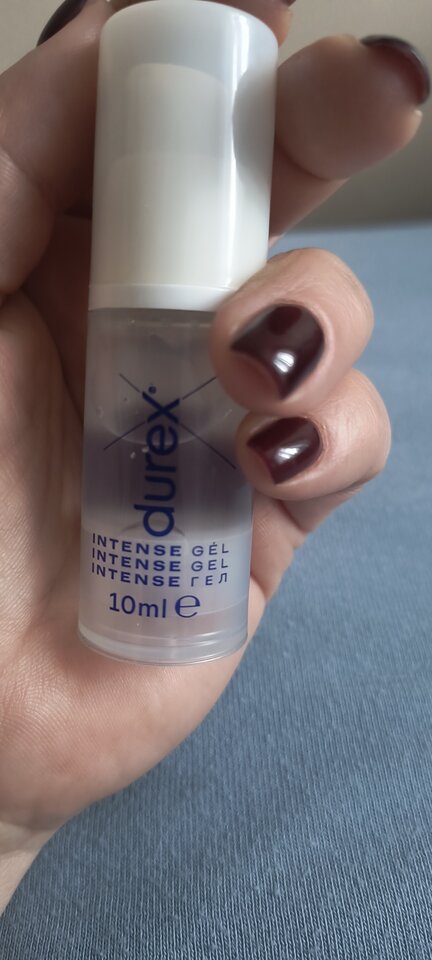 durex®
INTENSE GÉL
INTENSE GEL
INTENSE ГЕЛ
10ml ℮